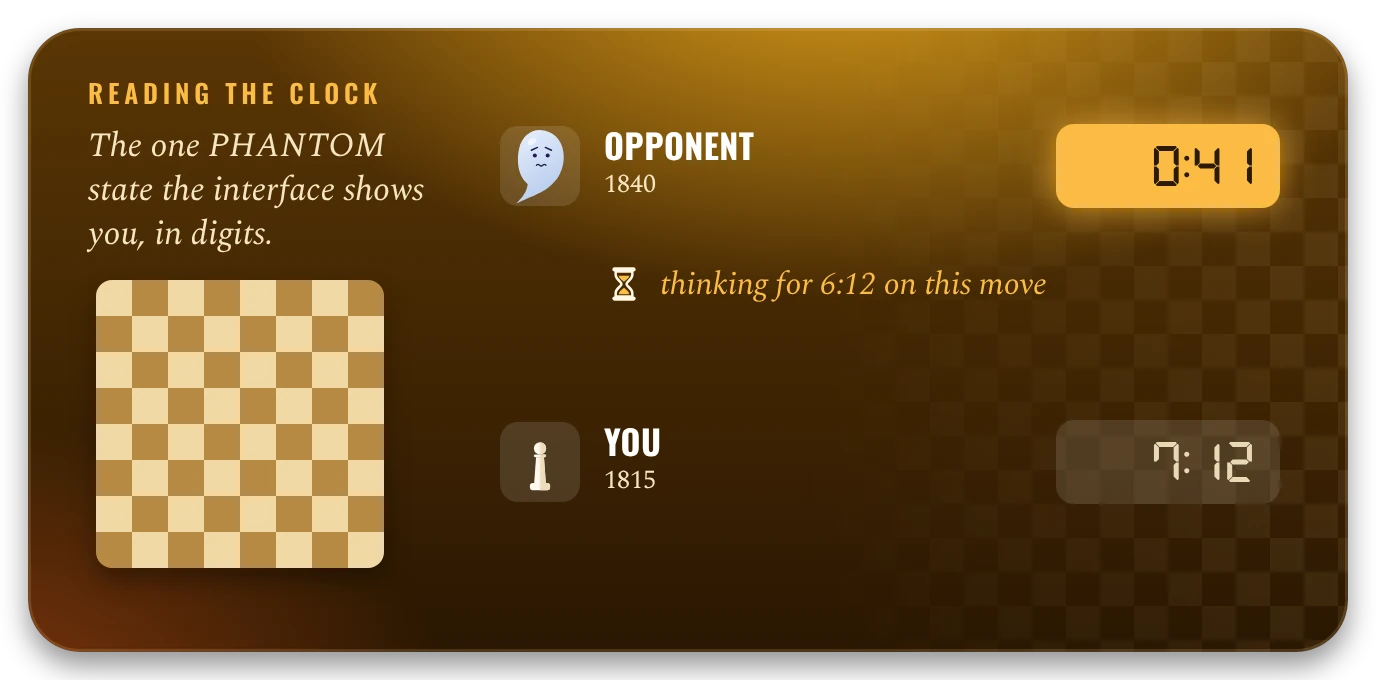 READING THE CLOCK
The one PHANTOM
state the interface shows
you, in digits.
OPPONENT
1840
0:41
thinking for 6:12 on this move
YOU
1815
7:12